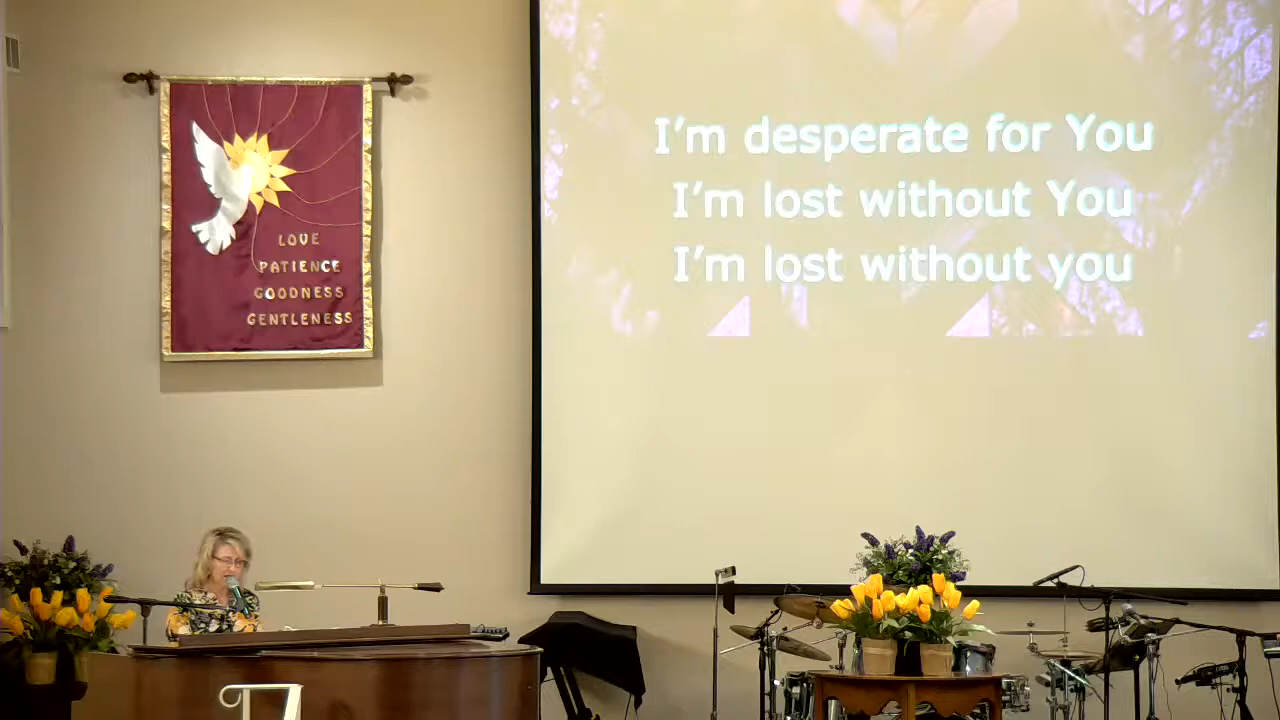 LOVE
PATIENCE
GOODNESS
GENTLENESS
I'm desperate for You
I'm lost without You
I'm lost without you